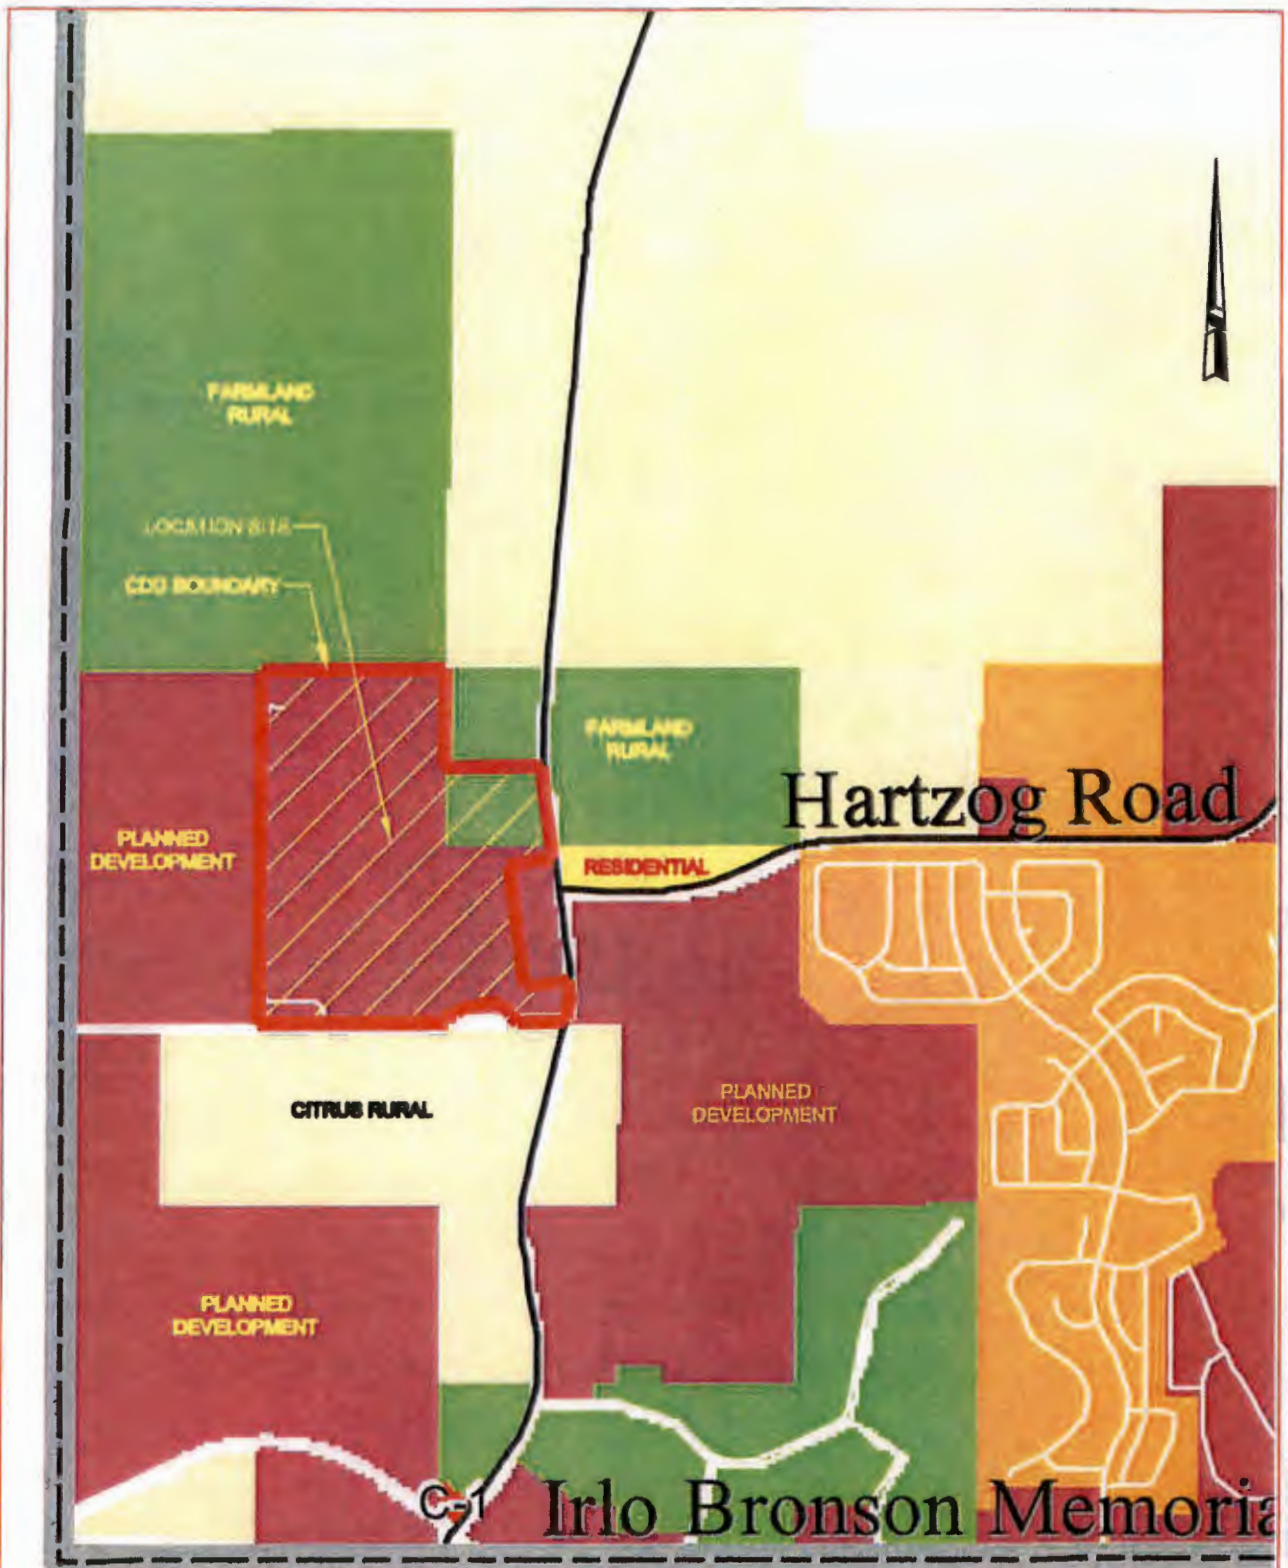 FARMLAND
RURAL
LOCATION SITE
CDD BOUNDARY
FARMLAND
RURAL
Hartzog Road
PLANNED
DEVELOPMENT
RESIDENTIAL
CITRUS RURAL
PLANNED
DEVELOPMENT
PLANNED
DEVELOPMENT
C-1
Irlo Bronson Memoria